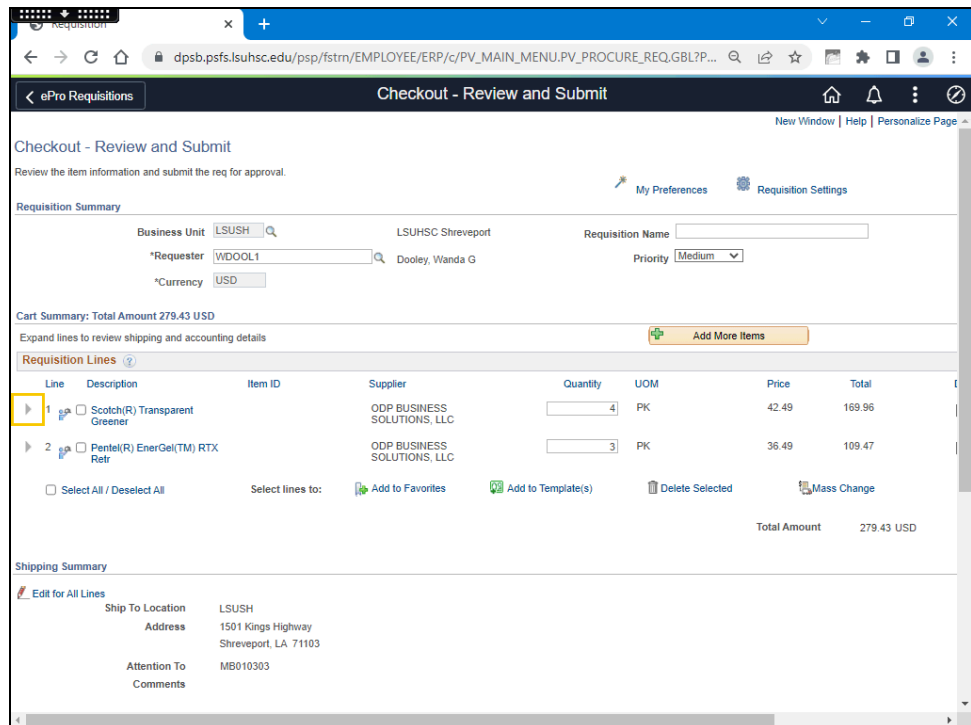 Requisition
dpsb.psfs.lsuhsc.edu/psp/fstrn/EMPLOYEE/ERP/c/PV_MAIN_MENU.PV_PROCURE_REQ.GBL?P...
ePro Requisitions
Checkout - Review and Submit
New Window | Help | Personalize Page
Checkout - Review and Submit
Review the item information and submit the req for approval.
My Preferences
Requisition Settings
Requisition Summary
Business Unit LSUSH LSUHSC Shreveport Requisition Name
*Requester WDOOL1 Dooley, Wanda G Priority Medium
*Currency USD
Cart Summary: Total Amount 279.43 USD
Expand lines to review shipping and accounting details
Add More Items
Requisition Lines ?
Line Description Item ID Supplier Quantity UOM Price Total
1 Scotch(R) Transparent Greener ODP BUSINESS SOLUTIONS, LLC 4 PK 42.49 169.96
2 Pentel(R) EnerGel(TM) RTX Retr ODP BUSINESS SOLUTIONS, LLC 3 PK 36.49 109.47
Select All / Deselect All Select lines to: Add to Favorites Add to Template(s) Delete Selected Mass Change
Total Amount 279.43 USD
Shipping Summary
Edit for All Lines
Ship To Location LSUSH
Address 1501 Kings Highway
Shreveport, LA 71103
Attention To MB010303
Comments